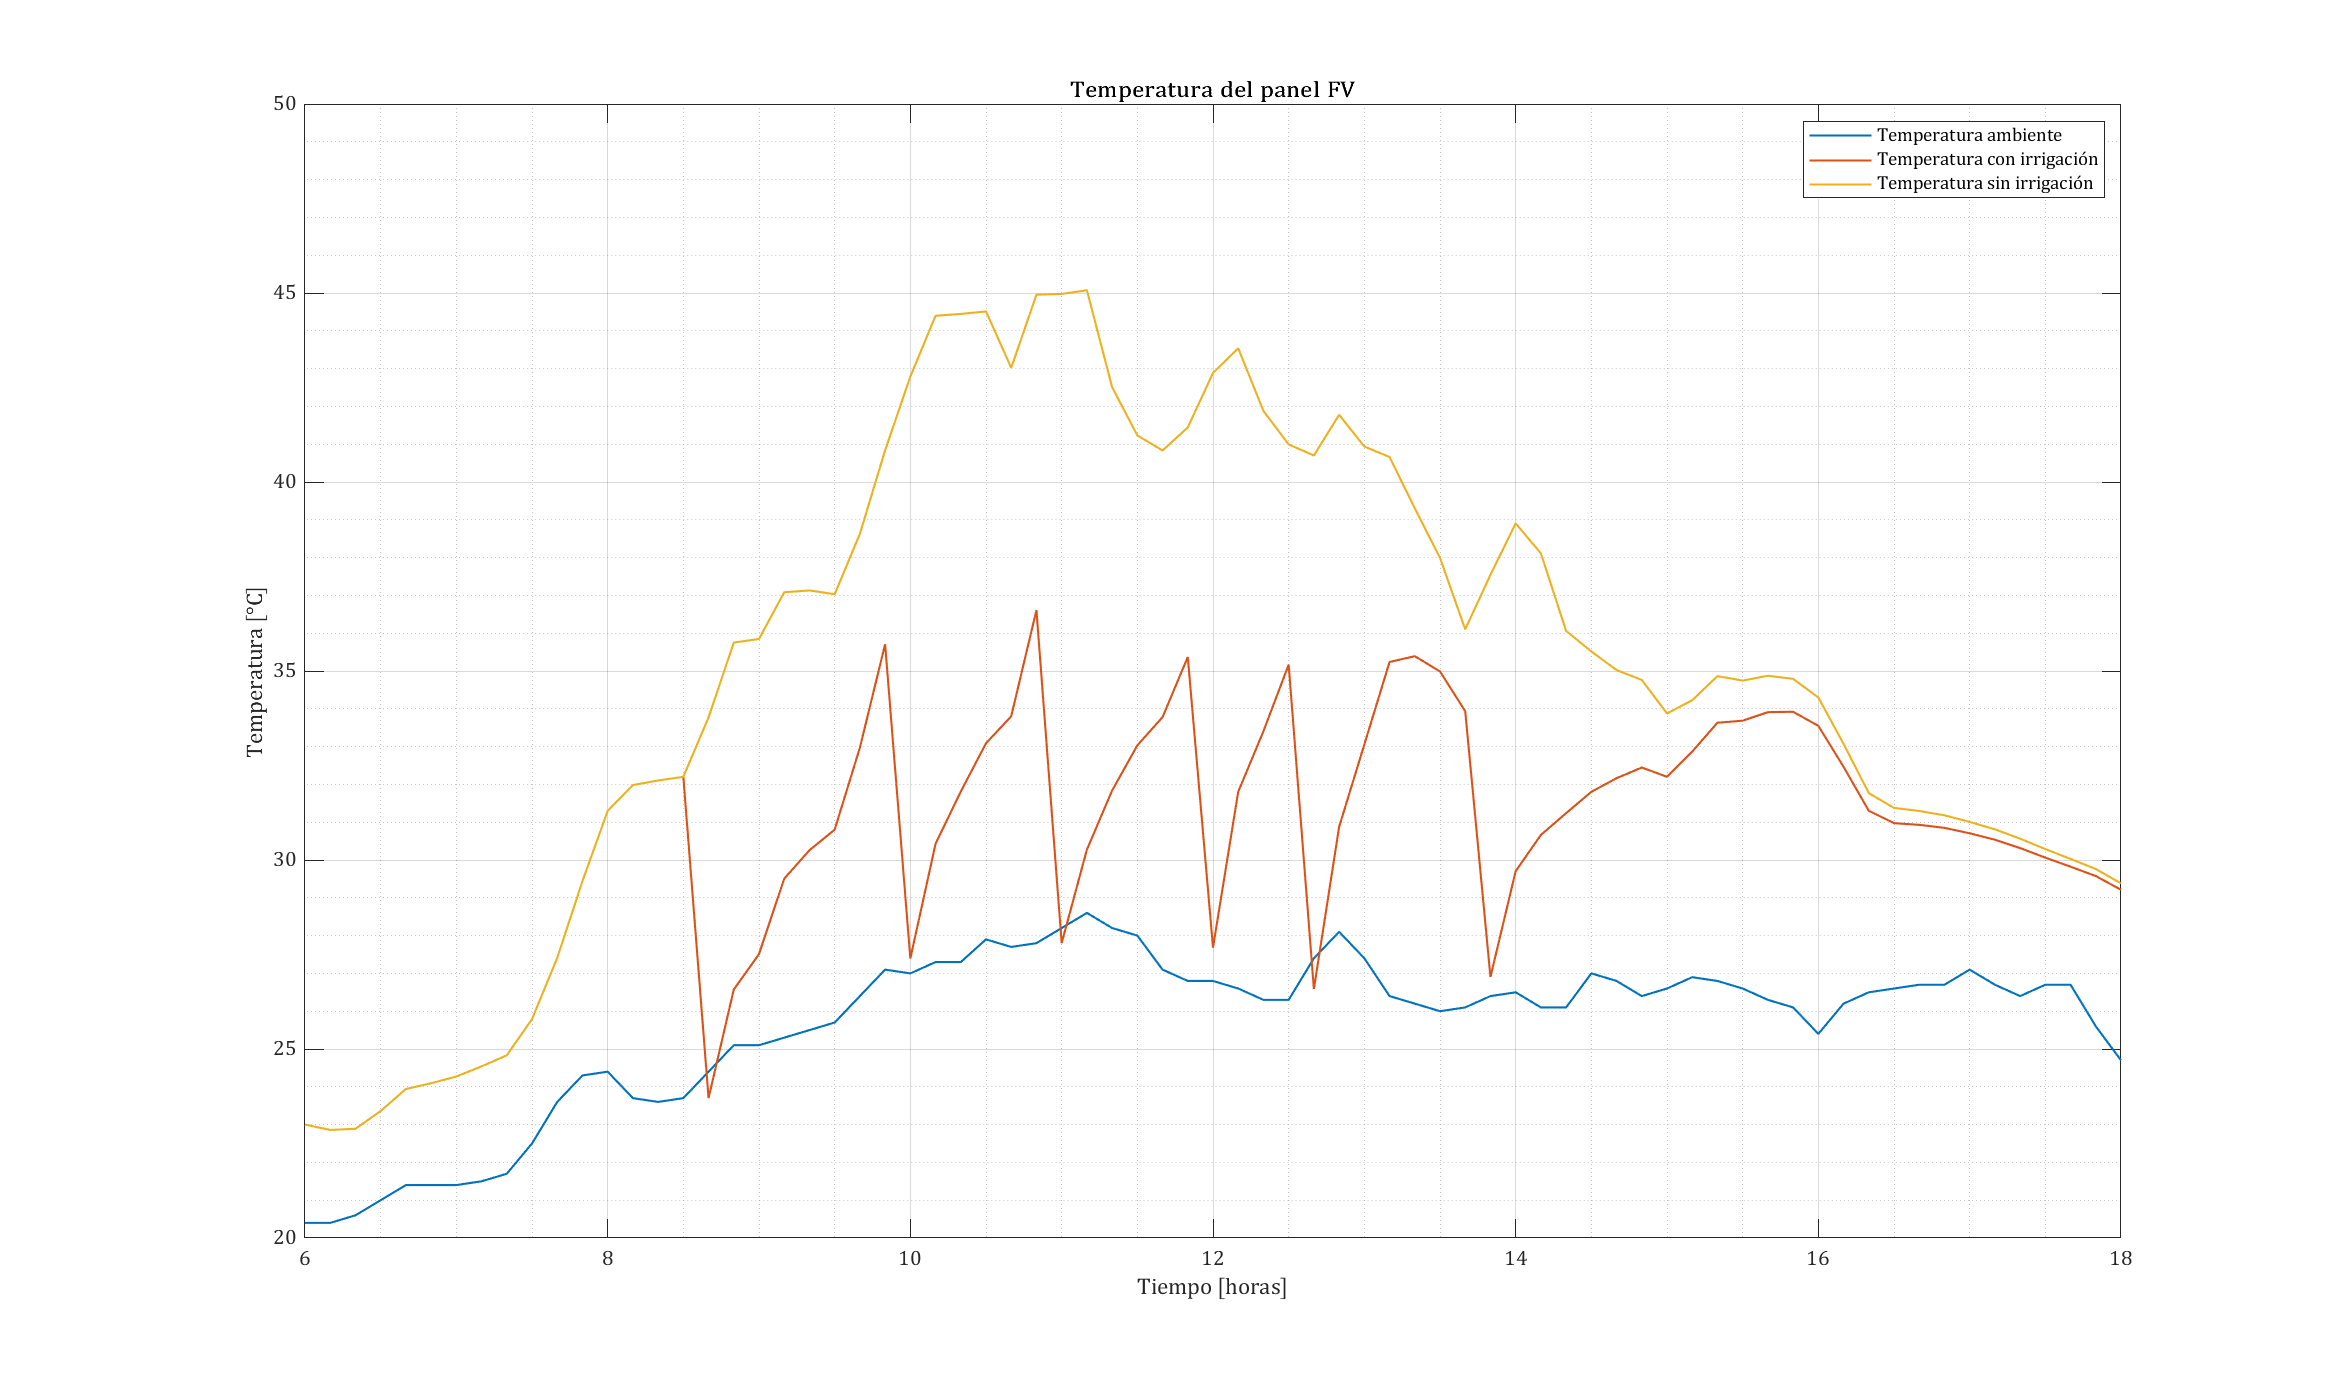 Temperatura del panel FV
50
45
40
35
30
25
20
Temperatura [°C]
Temperatura ambiente
Temperatura con irrigación
Temperatura sin irrigación
6 8 10 12 14 16 18
Tiempo [horas]